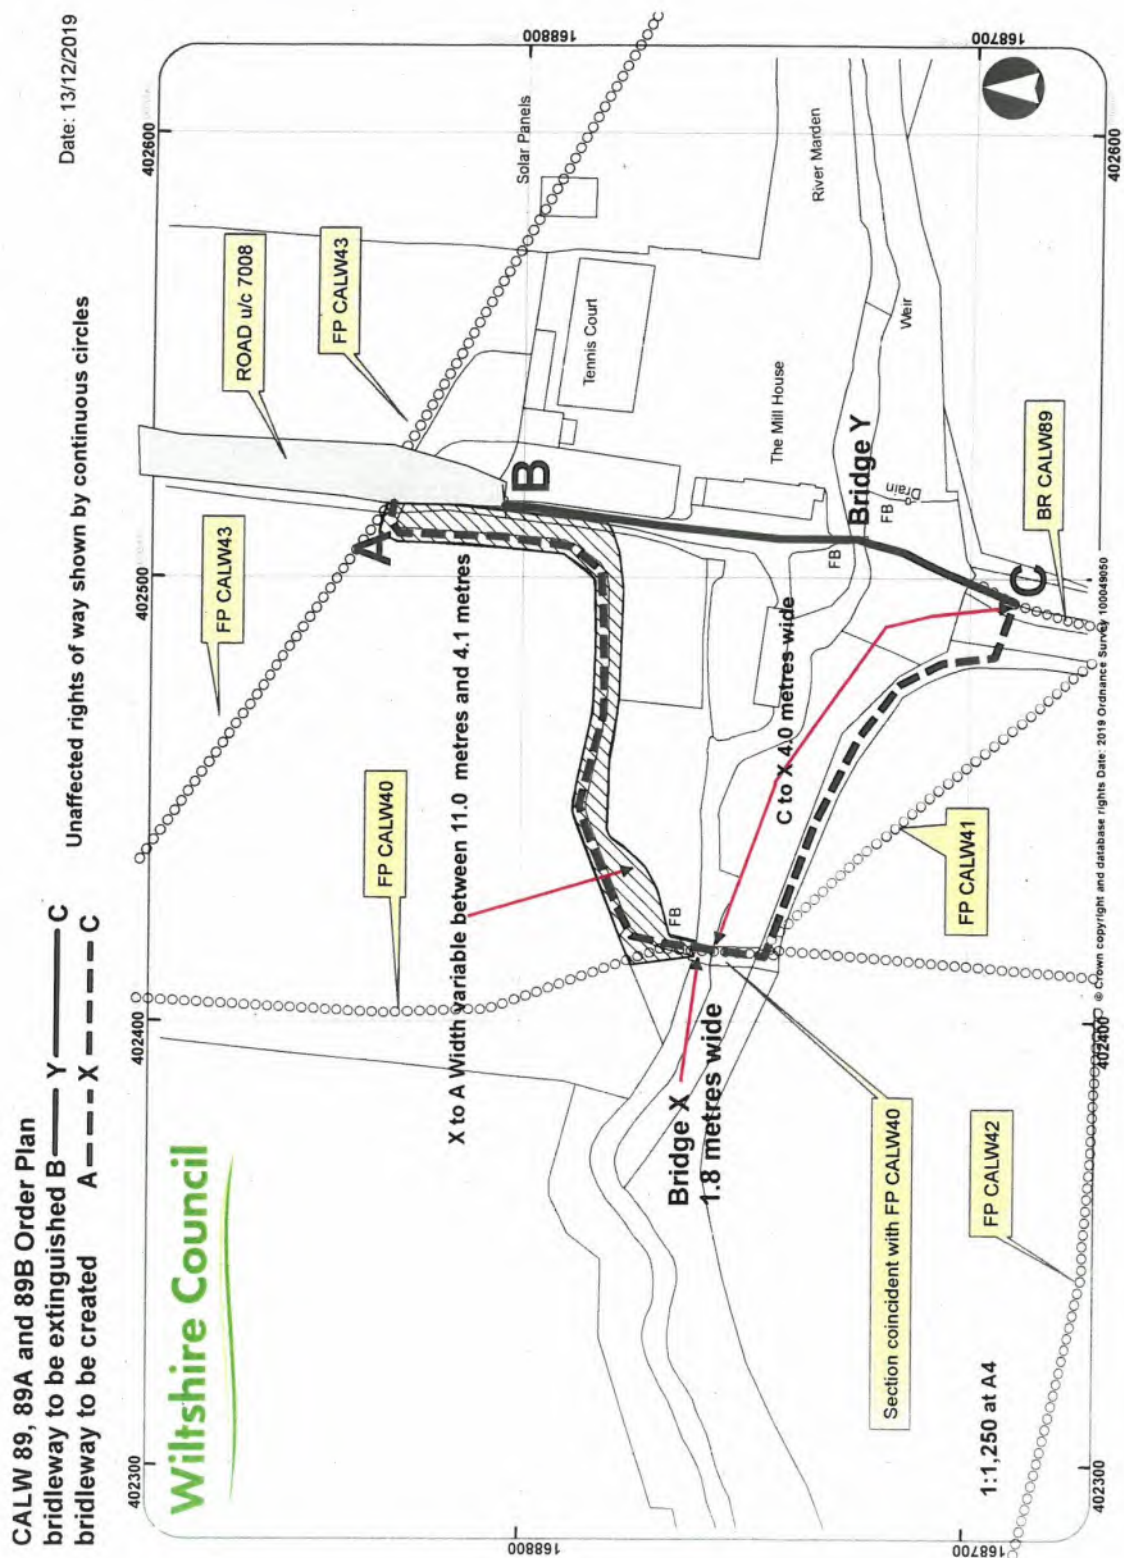 CALW 89, 89A and 89B Order Plan
bridleway to be extinguished B Y C
bridleway to be created A X C
Unaffected rights of way shown by continuous circles
Date: 13/12/2019
Wiltshire Council
402300
402400
402500
402600
168800
168800
168700
168700
402300
402400
402600
FP CALW43
FP CALW40
ROAD u/c 7008
FP CALW43
A
B
X to A Width variable between 11.0 metres and 4.1 metres
Solar Panels
Tennis Court
The Mill House
River Marden
Weir
Bridge Y
FB
FB
Drain
FB
C to X 4.0 metres wide
C
BR CALW89
FP CALW41
Bridge X
1.8 metres wide
Section coincident with FP CALW40
FP CALW42
1:1,250 at A4
© Crown copyright and database rights Date: 2019 Ordnance Survey 100049050